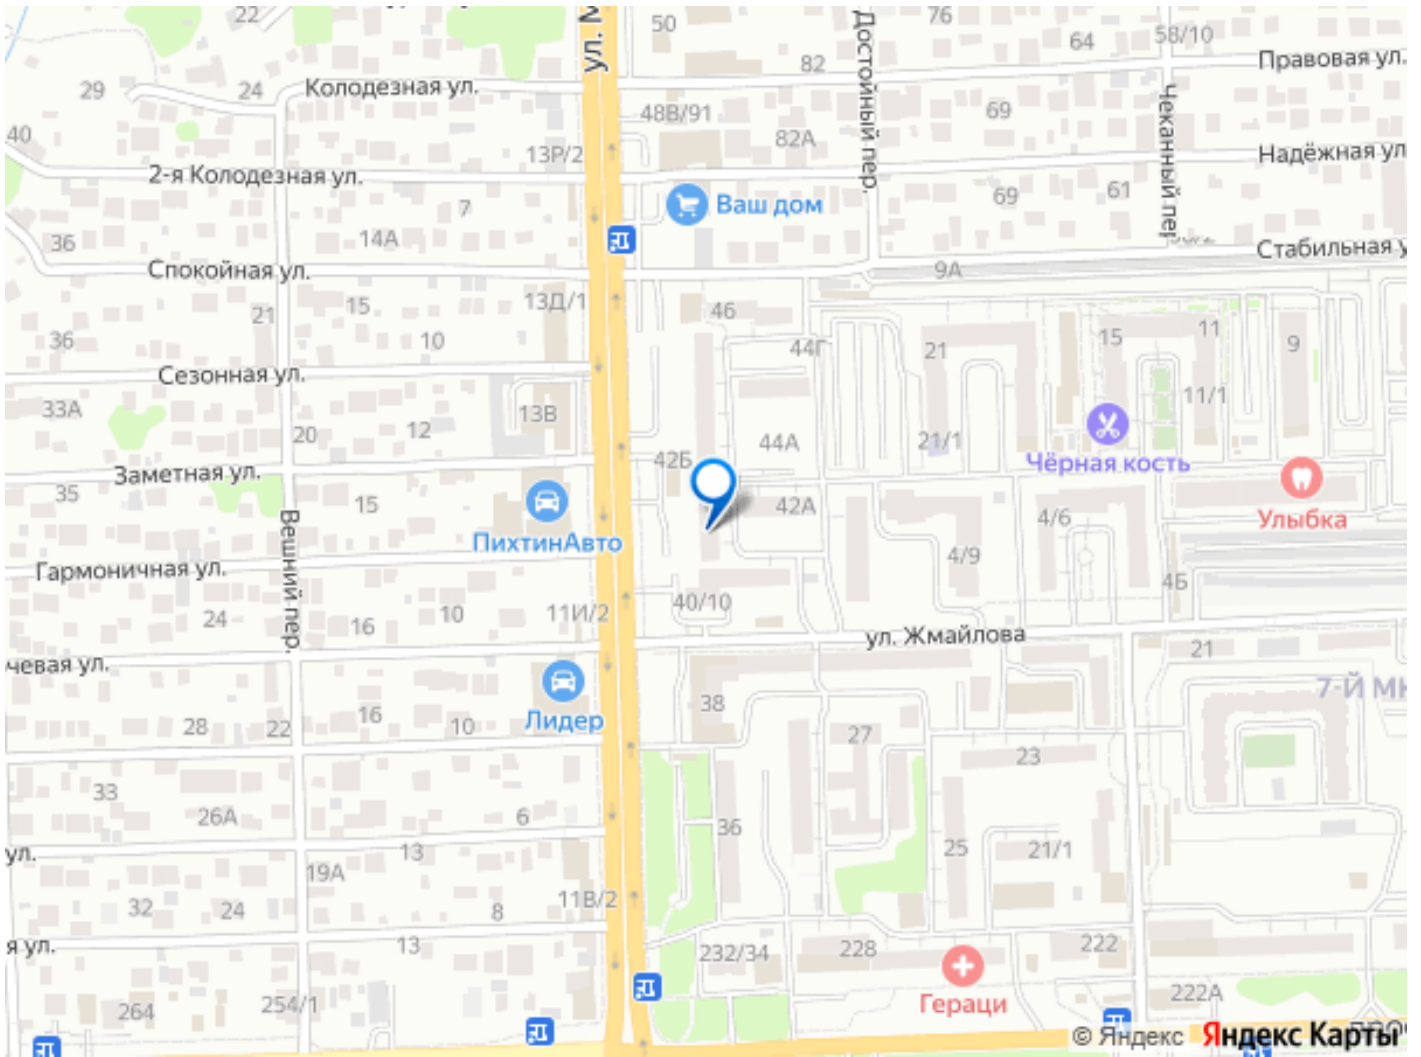 22
50
76
64
58/10
ул. М
Достойный пер.
82
Правовая ул.
29
24
Колодезная ул.
48В/91
69
Чеканный пер
40
13Р/2
82А
Надёжная ул
2-я Колодезная ул.
7
Ваш дом
69
61
36
14А
Стабильная у
Спокойная ул.
9А
15
13Д/1
46
21
36
10
44Г
21
15
11
9
Сезонная ул.
33А
13В
11/1
20
12
44А
21/1
Чёрная кость
42Б
Заметная ул.
35
15
42А
4/6
Улыбка
Вешний пер.
ПихтинАвто
4/9
Гармоничная ул.
4Б
24
16
10
11И/2
40/10
ул. Жмайлова
чевая ул.
21
7-Й МК
Лидер
38
28
22
16
10
27
23
33
26А
6
36
ул.
13
19А
25
21/1
32
24
8
11В/2
я ул.
13
232/34
228
222
Гераци
264
254/1
222А
© Яндекс Яндекс Карты